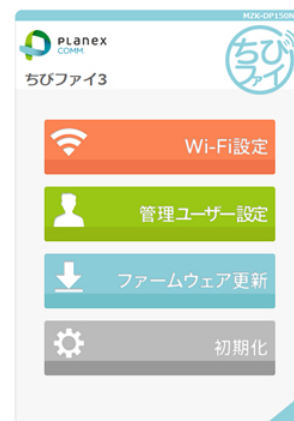 MZK-DP150N
PLANEX
COMM.
ちび
ファイ
ちびファイ3
Wi-Fi設定
管理ユーザー設定
ファームウェア更新
初期化